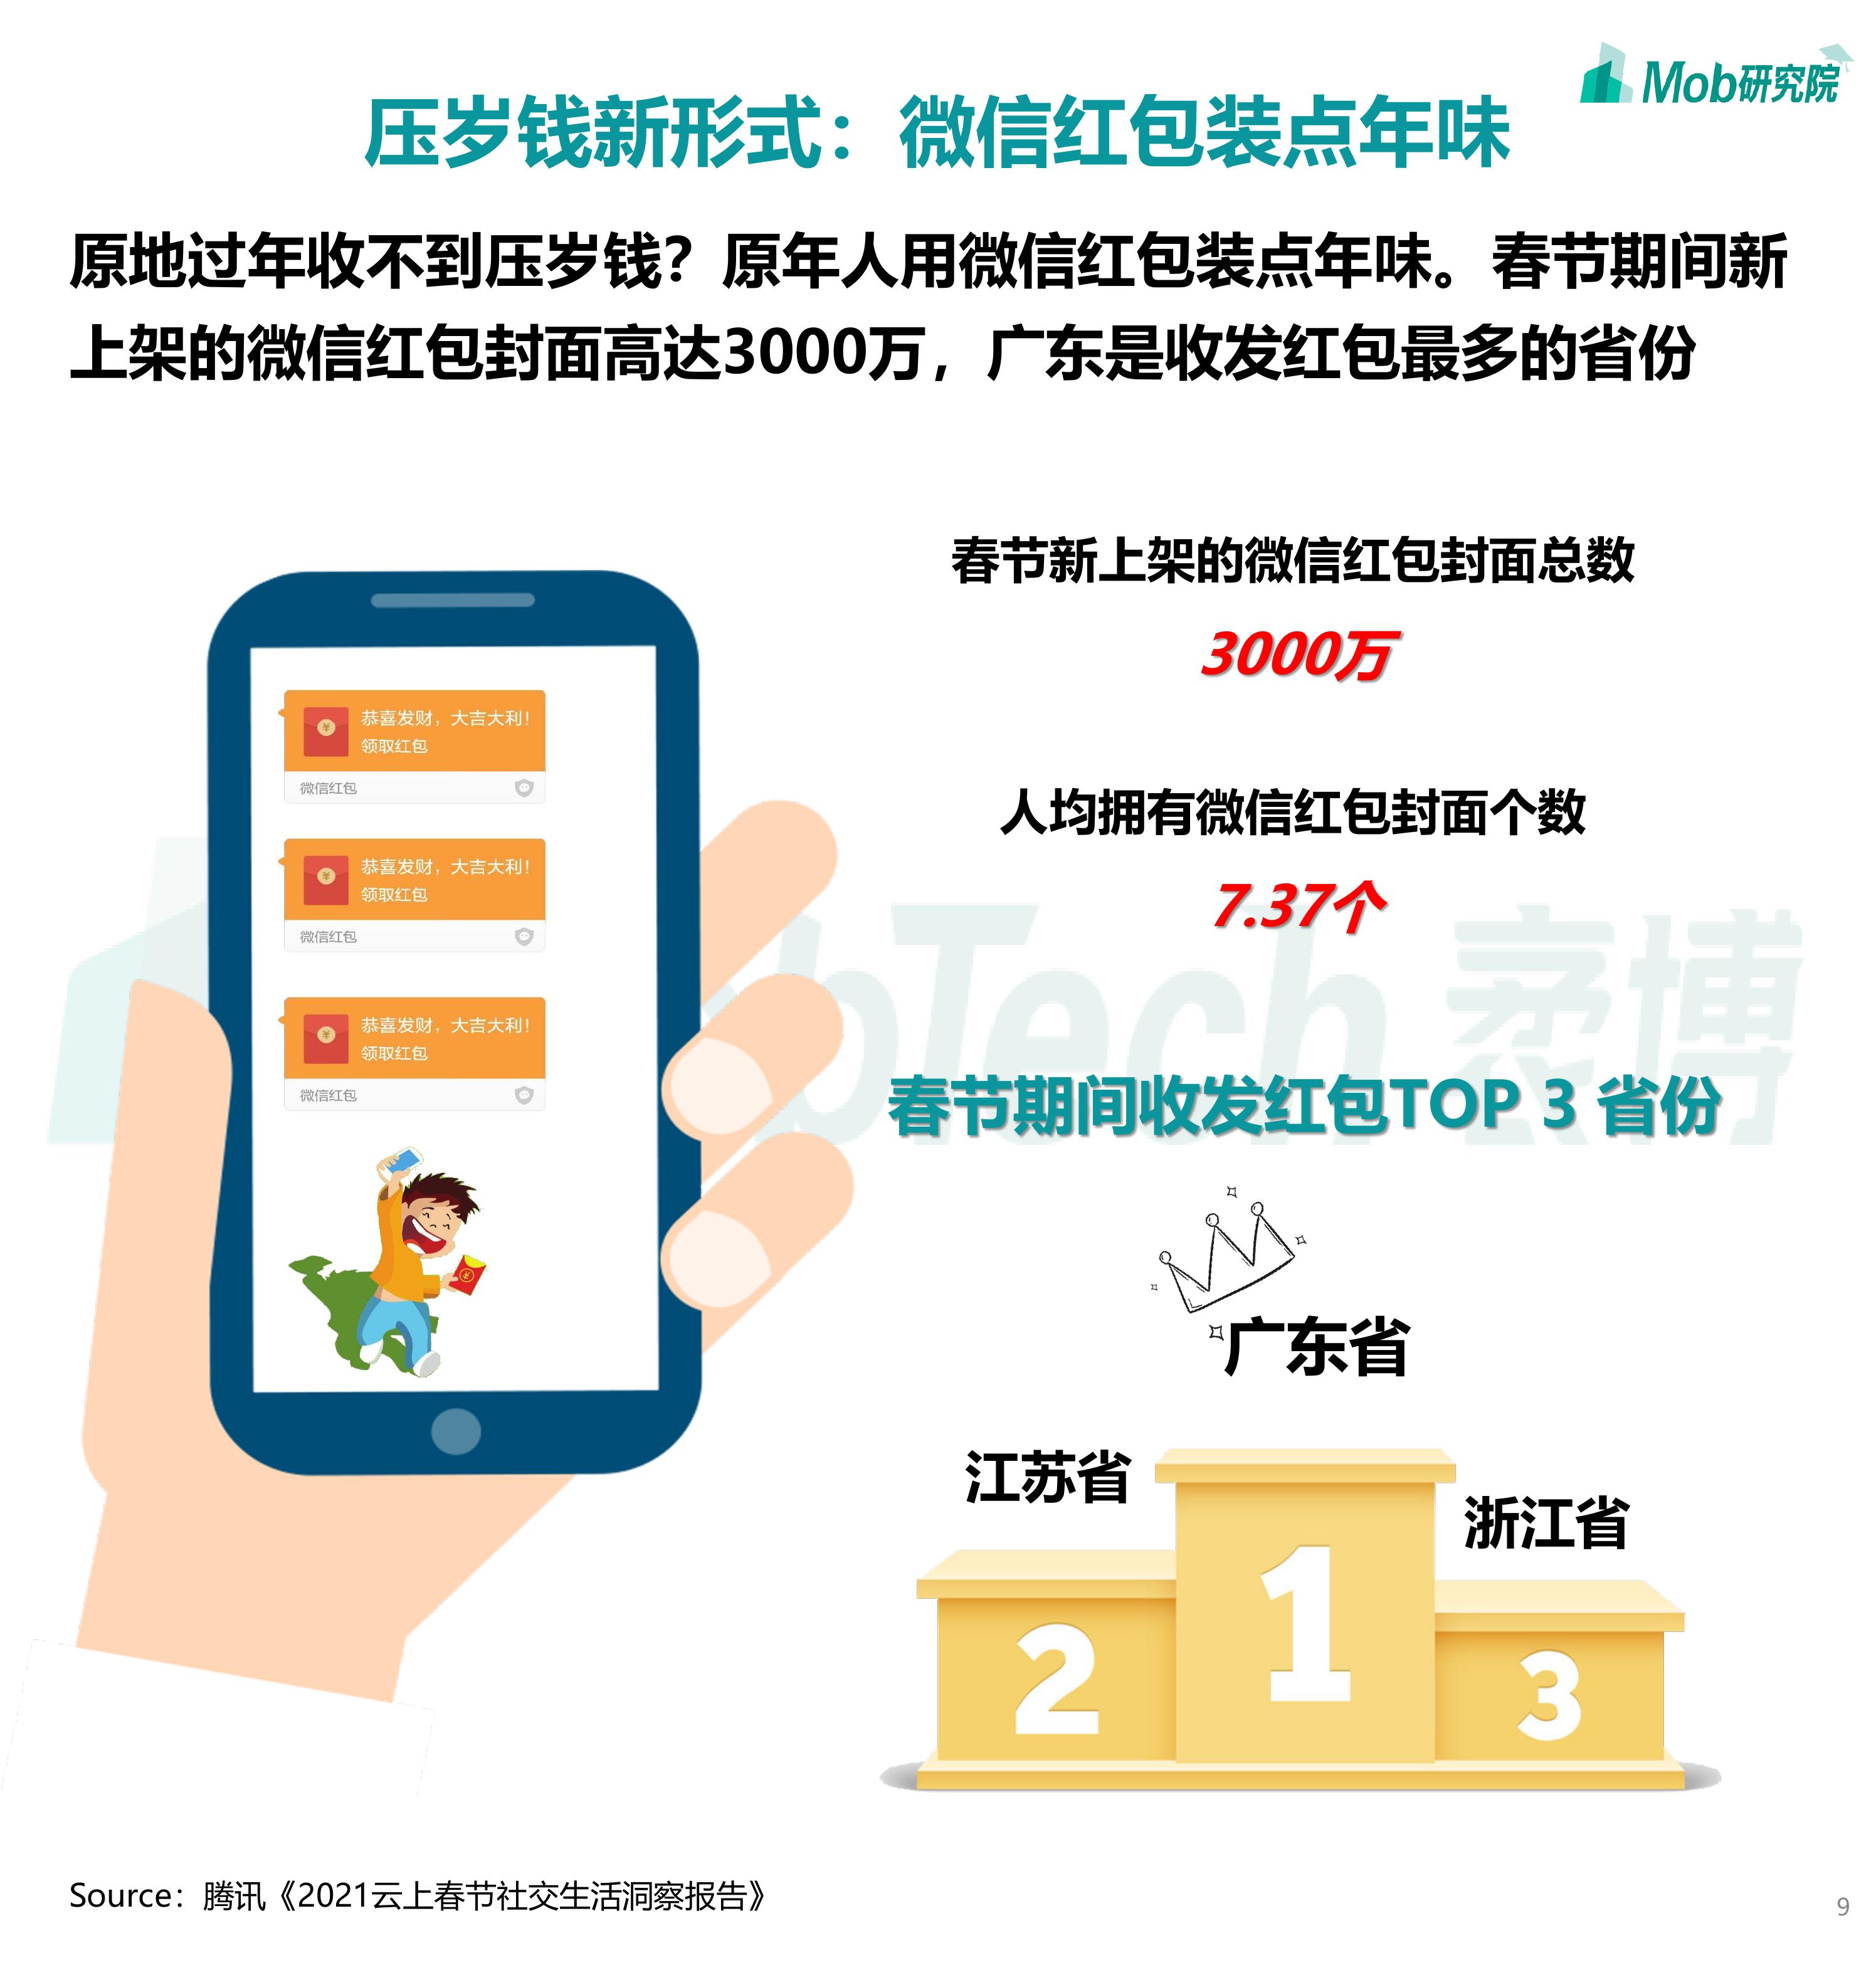 Mob研究院
压岁钱新形式：微信红包装点年味
原地过年收不到压岁钱？原年人用微信红包装点年味。春节期间新
上架的微信红包封面高达3000万，广东是收发红包最多的省份
春节新上架的微信红包封面总数
3000万
人均拥有微信红包封面个数
7.37个
恭喜发财，大吉大利！
领取红包
微信红包
恭喜发财，大吉大利！
领取红包
微信红包
恭喜发财，大吉大利！
领取红包
微信红包
bTech 袤博
春节期间收发红包TOP 3 省份
广东省
江苏省
浙江省
1
2
3
Source：腾讯《2021云上春节社交生活洞察报告》
9